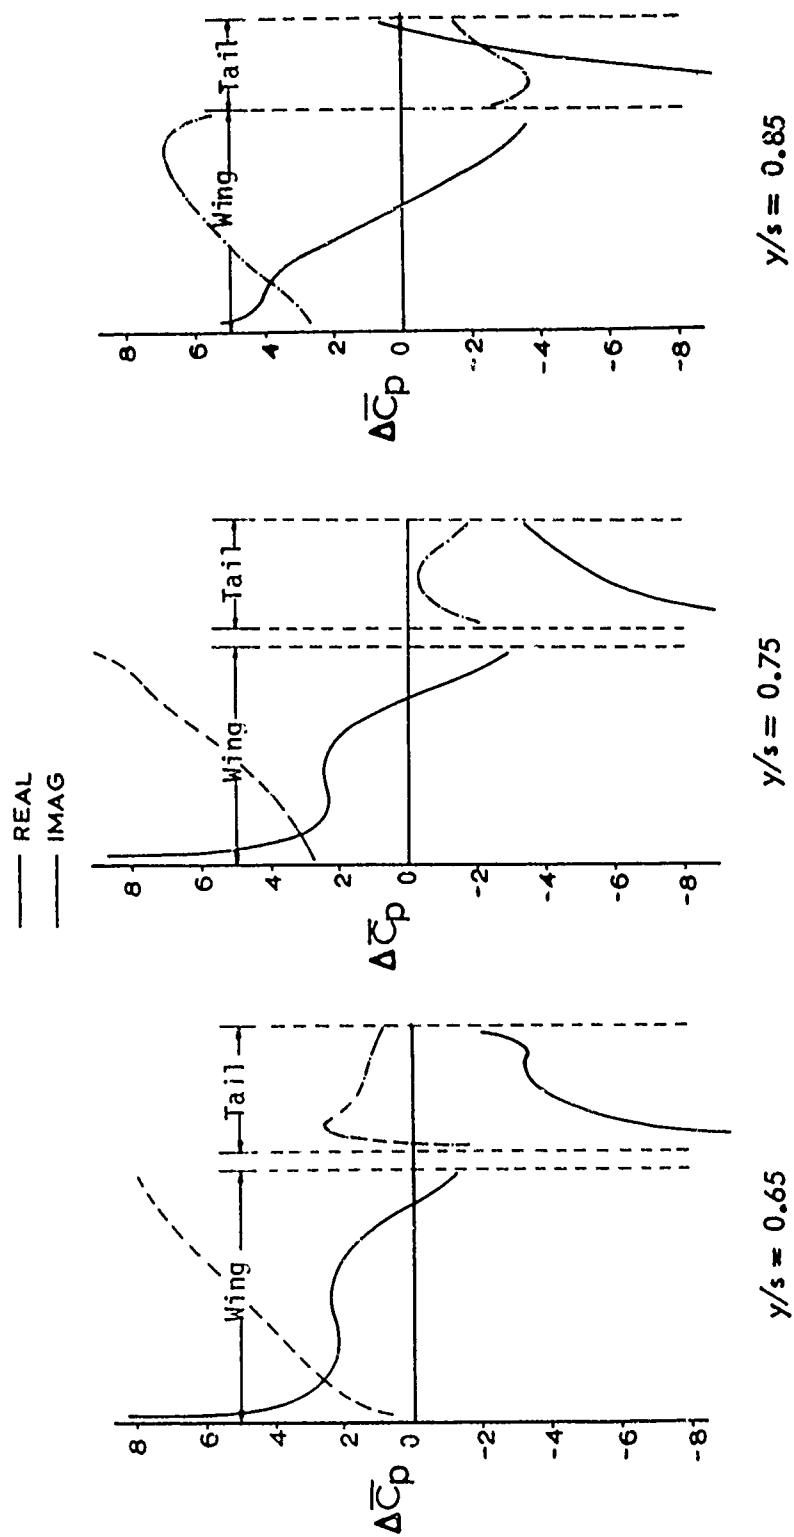 REAL
IMAG
8
6
4
2
0
-2
-4
-6
-8
ΔC̅p
Wing
Tail
y/s = 0.65
8
6
4
2
0
-2
-4
-6
-8
ΔC̅p
Wing
Tail
y/s = 0.75
8
6
4
2
0
-2
-4
-6
-8
ΔC̅p
Wing
Tail
y/s = 0.85